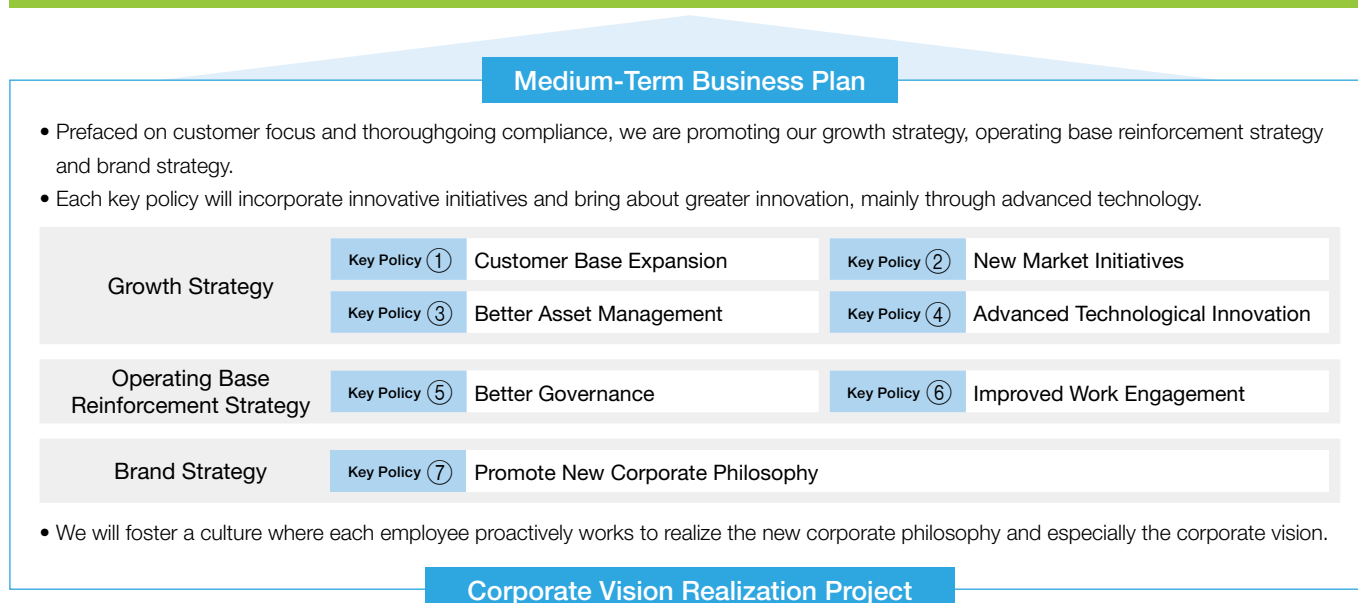 Medium-Term Business Plan
• Prefaced on customer focus and thoroughgoing compliance, we are promoting our growth strategy, operating base reinforcement strategy
and brand strategy.
• Each key policy will incorporate innovative initiatives and bring about greater innovation, mainly through advanced technology.
Growth Strategy
Key Policy ① Customer Base Expansion
Key Policy ② New Market Initiatives
Key Policy ③ Better Asset Management
Key Policy ④ Advanced Technological Innovation
Operating Base
Reinforcement Strategy
Key Policy ⑤ Better Governance
Key Policy ⑥ Improved Work Engagement
Brand Strategy
Key Policy ⑦ Promote New Corporate Philosophy
• We will foster a culture where each employee proactively works to realize the new corporate philosophy and especially the corporate vision.
Corporate Vision Realization Project